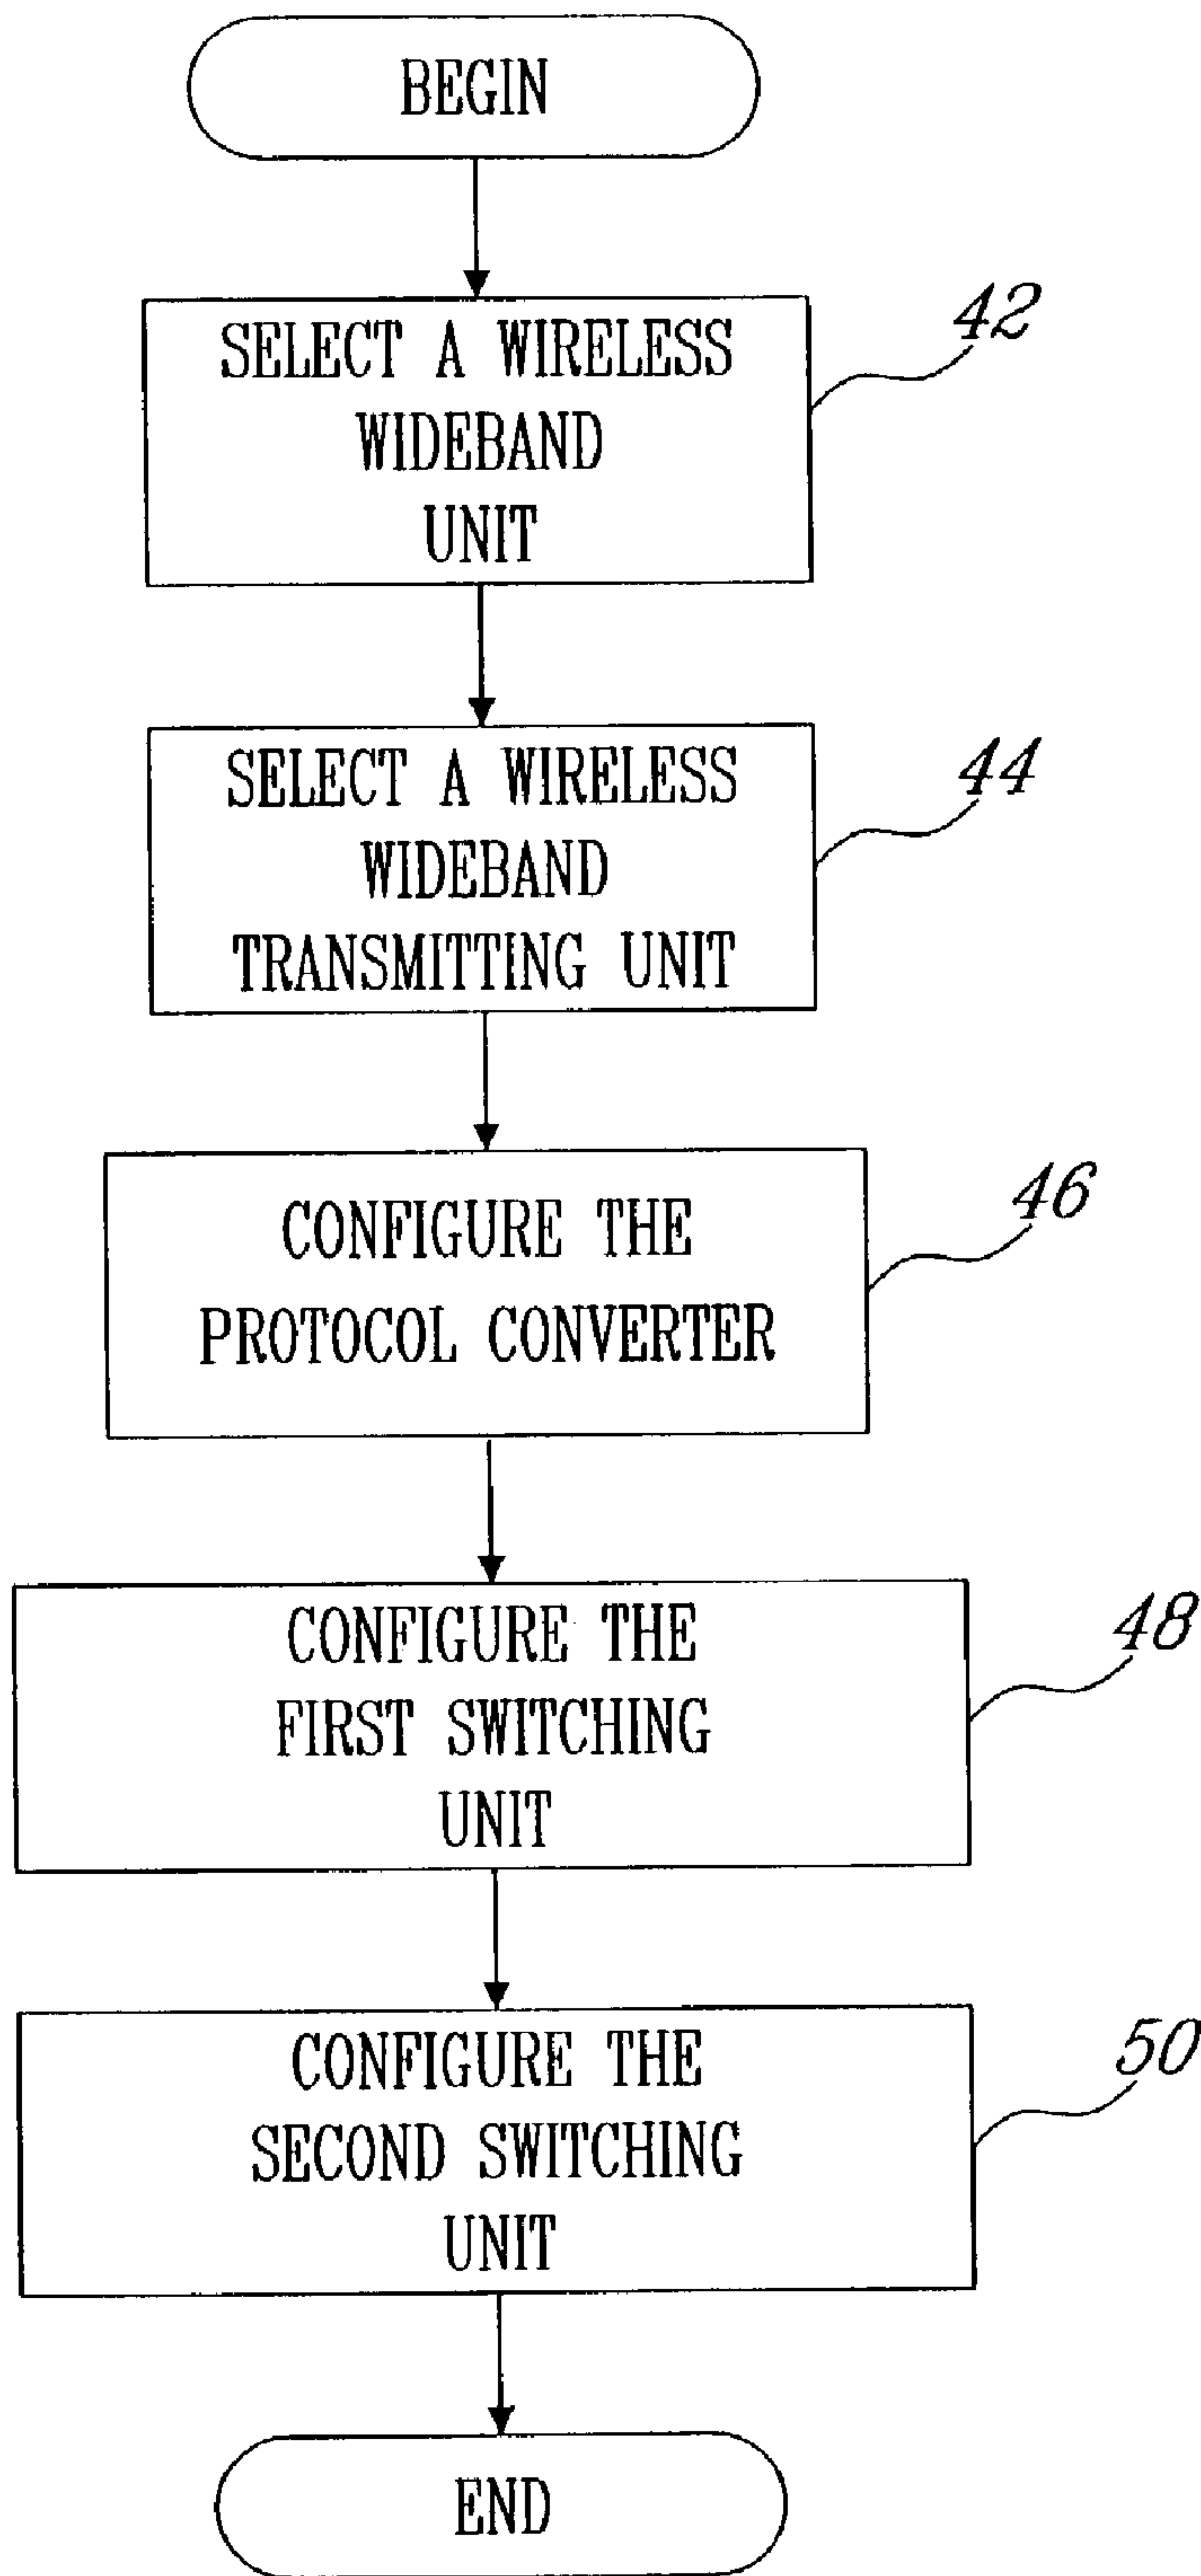 BEGIN
SELECT A WIRELESS
WIDEBAND
UNIT
42
SELECT A WIRELESS
WIDEBAND
TRANSMITTING UNIT
44
CONFIGURE THE
PROTOCOL CONVERTER
46
CONFIGURE THE
FIRST SWITCHING
UNIT
48
CONFIGURE THE
SECOND SWITCHING
UNIT
50
END